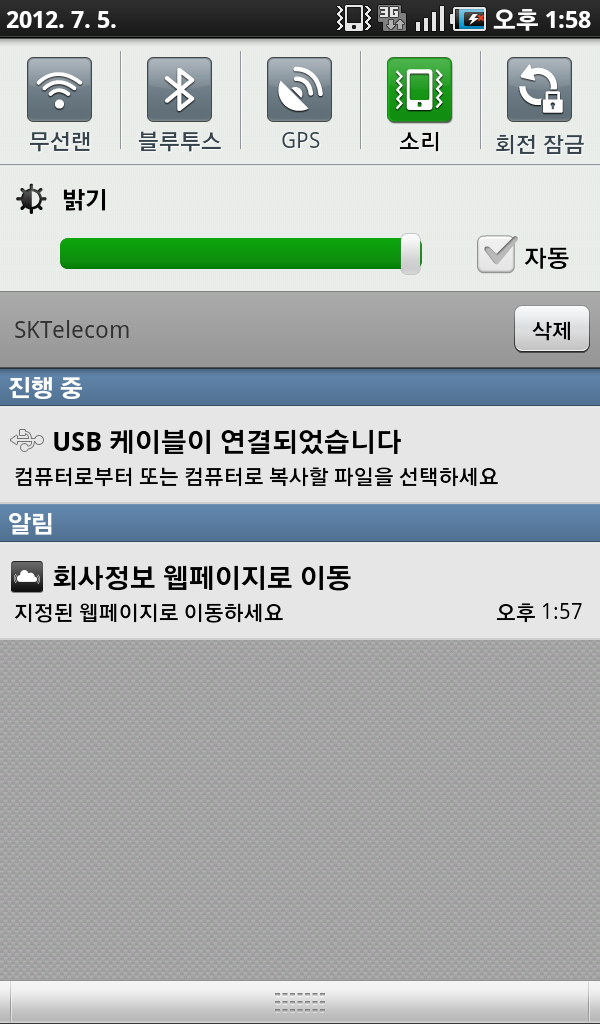 2012. 7. 5. 3G 오후 1:58
무선랜 블루투스 GPS 소리 회전 잠금
밝기
자동
SKTelecom 삭제
진행 중
USB 케이블이 연결되었습니다
컴퓨터로부터 또는 컴퓨터로 복사할 파일을 선택하세요
알림
회사정보 웹페이지로 이동
지정된 웹페이지로 이동하세요 오후 1:57